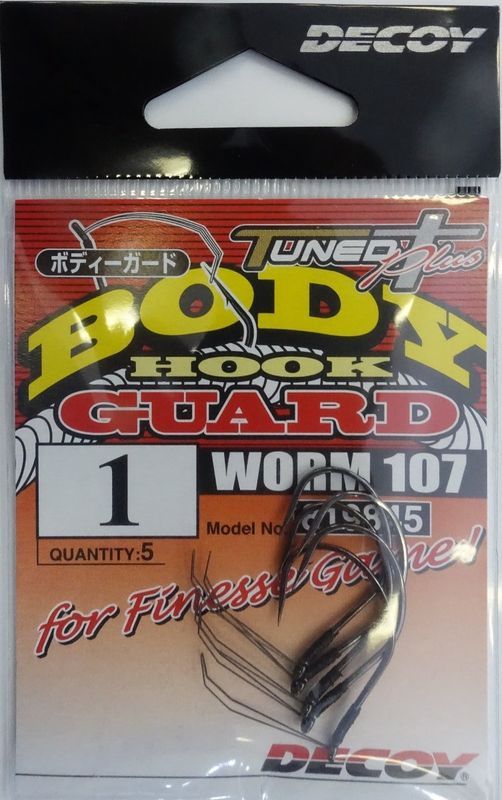 DECOY
TUNED Plus
ボディーガード
BODY
HOOK
GUARD
1
WORM 107
Model No.
QUANTITY:5
for Finesse Game!
DECOY®